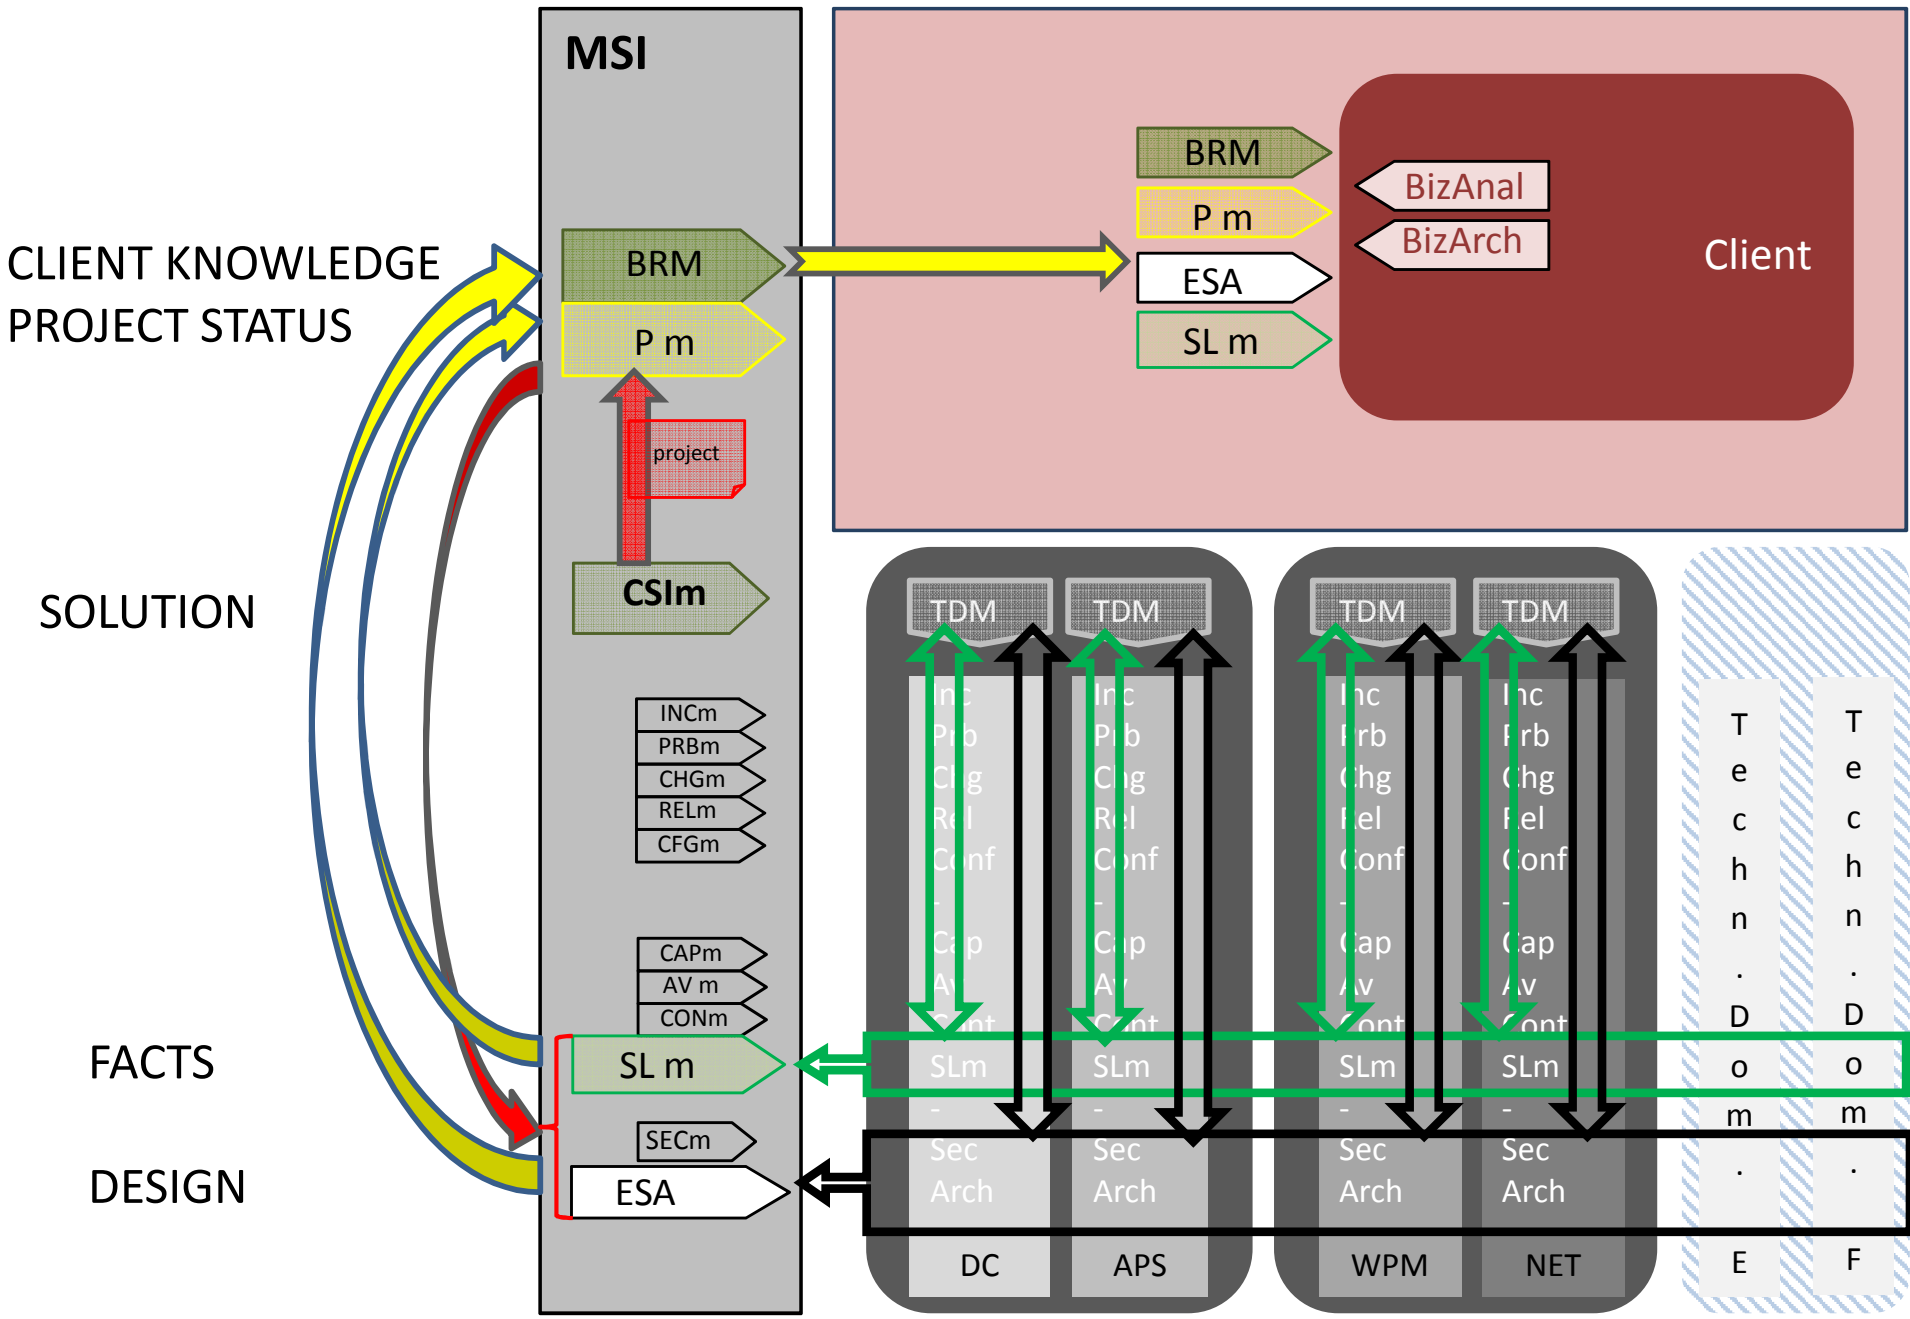 MSI
CLIENT KNOWLEDGE
PROJECT STATUS
SOLUTION
FACTS
DESIGN
BRM
P m
project
CSIm
INCm
PRBm
CHGm
RELm
CFGm
CAPm
AV m
CONm
SL m
SECm
ESA
BRM
P m
ESA
SL m
BizAnal
BizArch
Client
TDM
Inc
Prb
Chg
Rel
Conf
-
Cap
Av
Cont
SLm
-
Sec
Arch
DC
TDM
Inc
Prb
Chg
Rel
Conf
-
Cap
Av
Cont
SLm
-
Sec
Arch
APS
TDM
Inc
Prb
Chg
Rel
Conf
-
Cap
Av
Cont
SLm
-
Sec
Arch
WPM
TDM
Inc
Prb
Chg
Rel
Conf
-
Cap
Av
Cont
SLm
-
Sec
Arch
NET
Techn.Dom.
E
Techn.Dom.
F